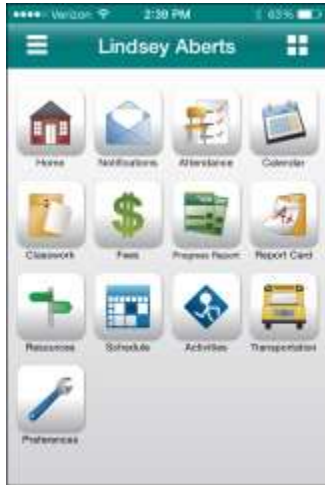 Verizon 2:39 PM 63%
Lindsey Aberts
Home Notifications Attendance Calendar
Classwork Fees Progress Report Report Card
Resources Schedule Activities Transportation
Preferences